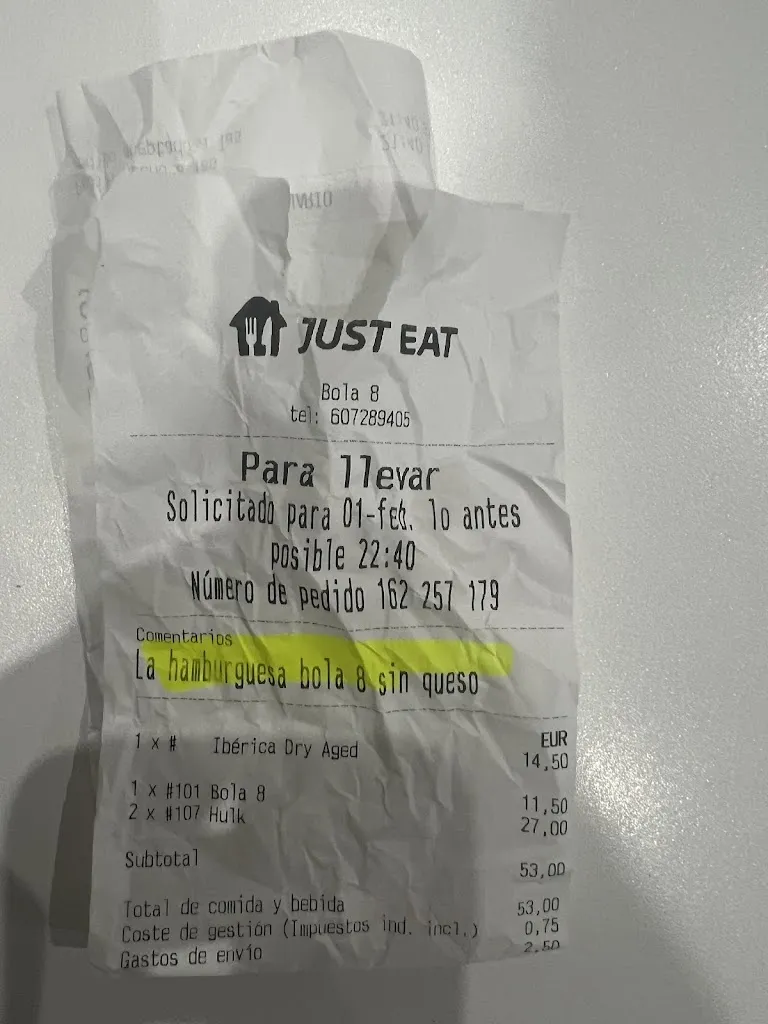 JUST EAT
Bola 8
tel: 607289405
Para llevar
Solicitado para 01-feb. lo antes
posible 22:40
Número de pedido 162 257 179
Comentarios
La hamburguesa bola 8 sin queso
EUR
1 x # Ibérica Dry Aged 14,50
1 x #101 Bola 8 11,50
2 x #107 Hulk 27,00
Subtotal 53,00
Total de comida y bebida 53,00
Coste de gestión (Impuestos ind. incl.) 0,75
Gastos de envío 2,50